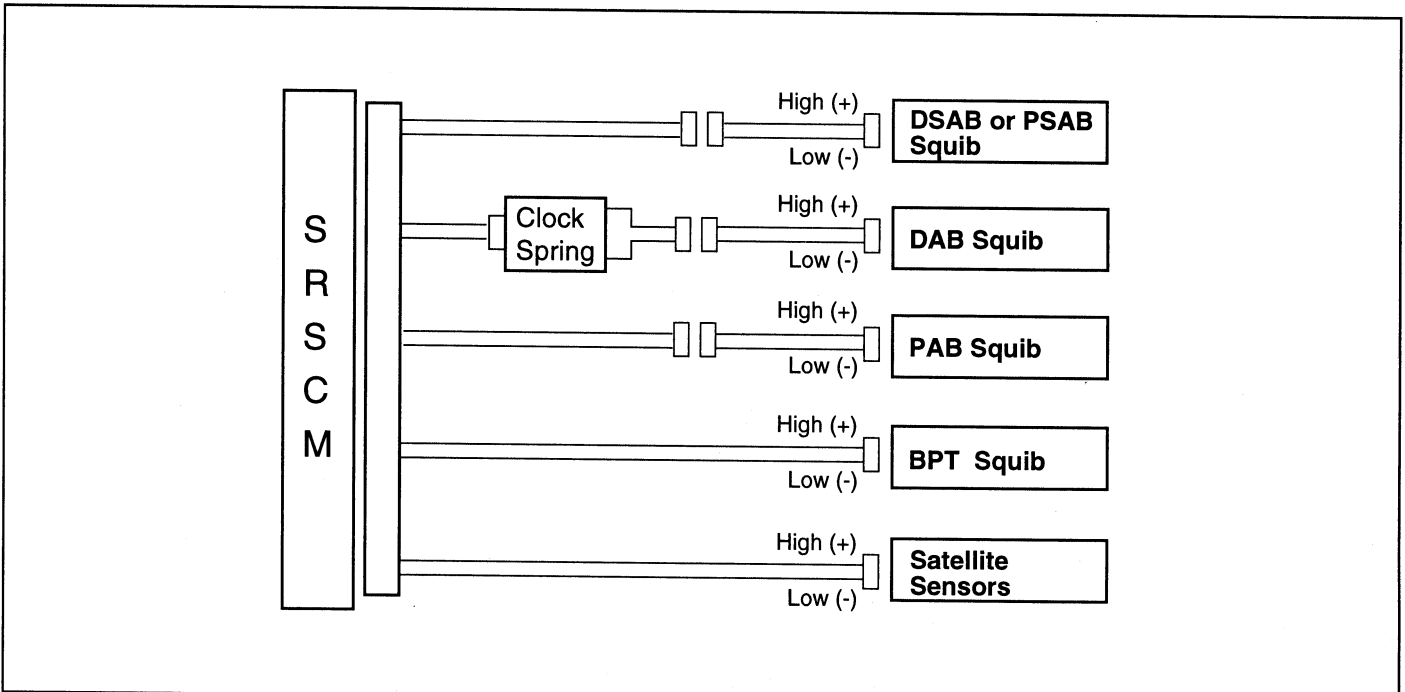 S
R
S
C
M
High (+)
Low (-)
DSAB or PSAB
Squib
Clock
Spring
High (+)
Low (-)
DAB Squib
High (+)
Low (-)
PAB Squib
High (+)
Low (-)
BPT Squib
High (+)
Low (-)
Satellite
Sensors